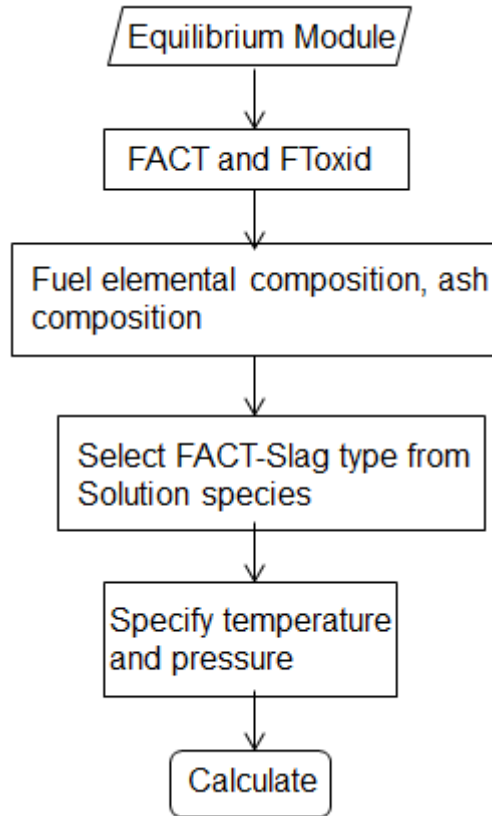 Equilibrium Module
FACT and FToxid
Fuel elemental composition, ash
composition
Select FACT-Slag type from
Solution species
Specify temperature
and pressure
Calculate